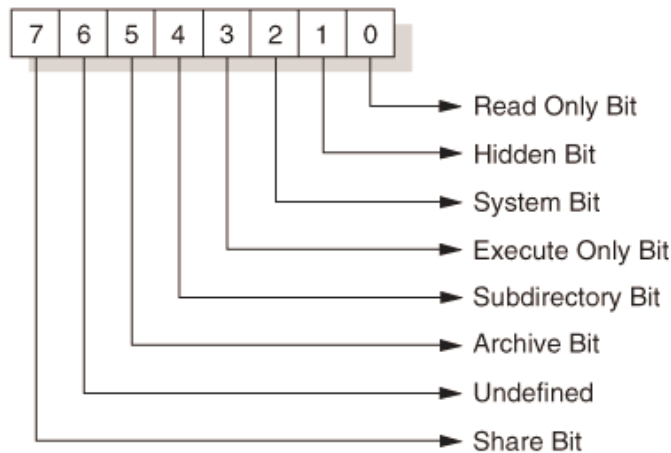 7 6 5 4 3 2 1 0
Read Only Bit
Hidden Bit
System Bit
Execute Only Bit
Subdirectory Bit
Archive Bit
Undefined
Share Bit